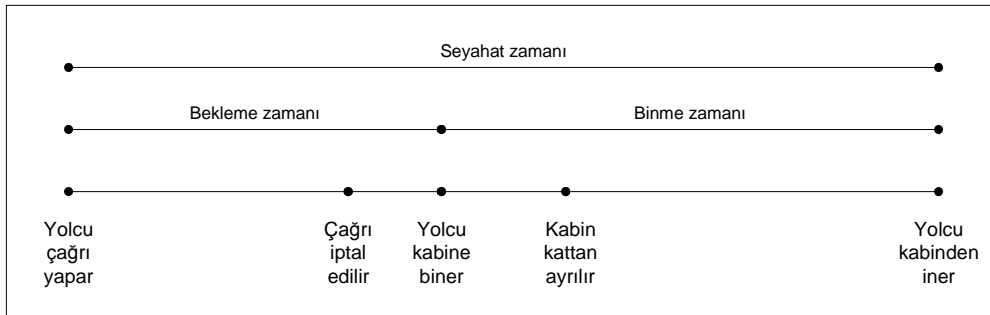 Seyahat zamanı
Bekleme zamanı
Binme zamanı
Yolcu
çağrı
yapar
Çağrı
iptal
edilir
Yolcu
kabine
biner
Kabin
kattan
ayrılır
Yolcu
kabinden
iner